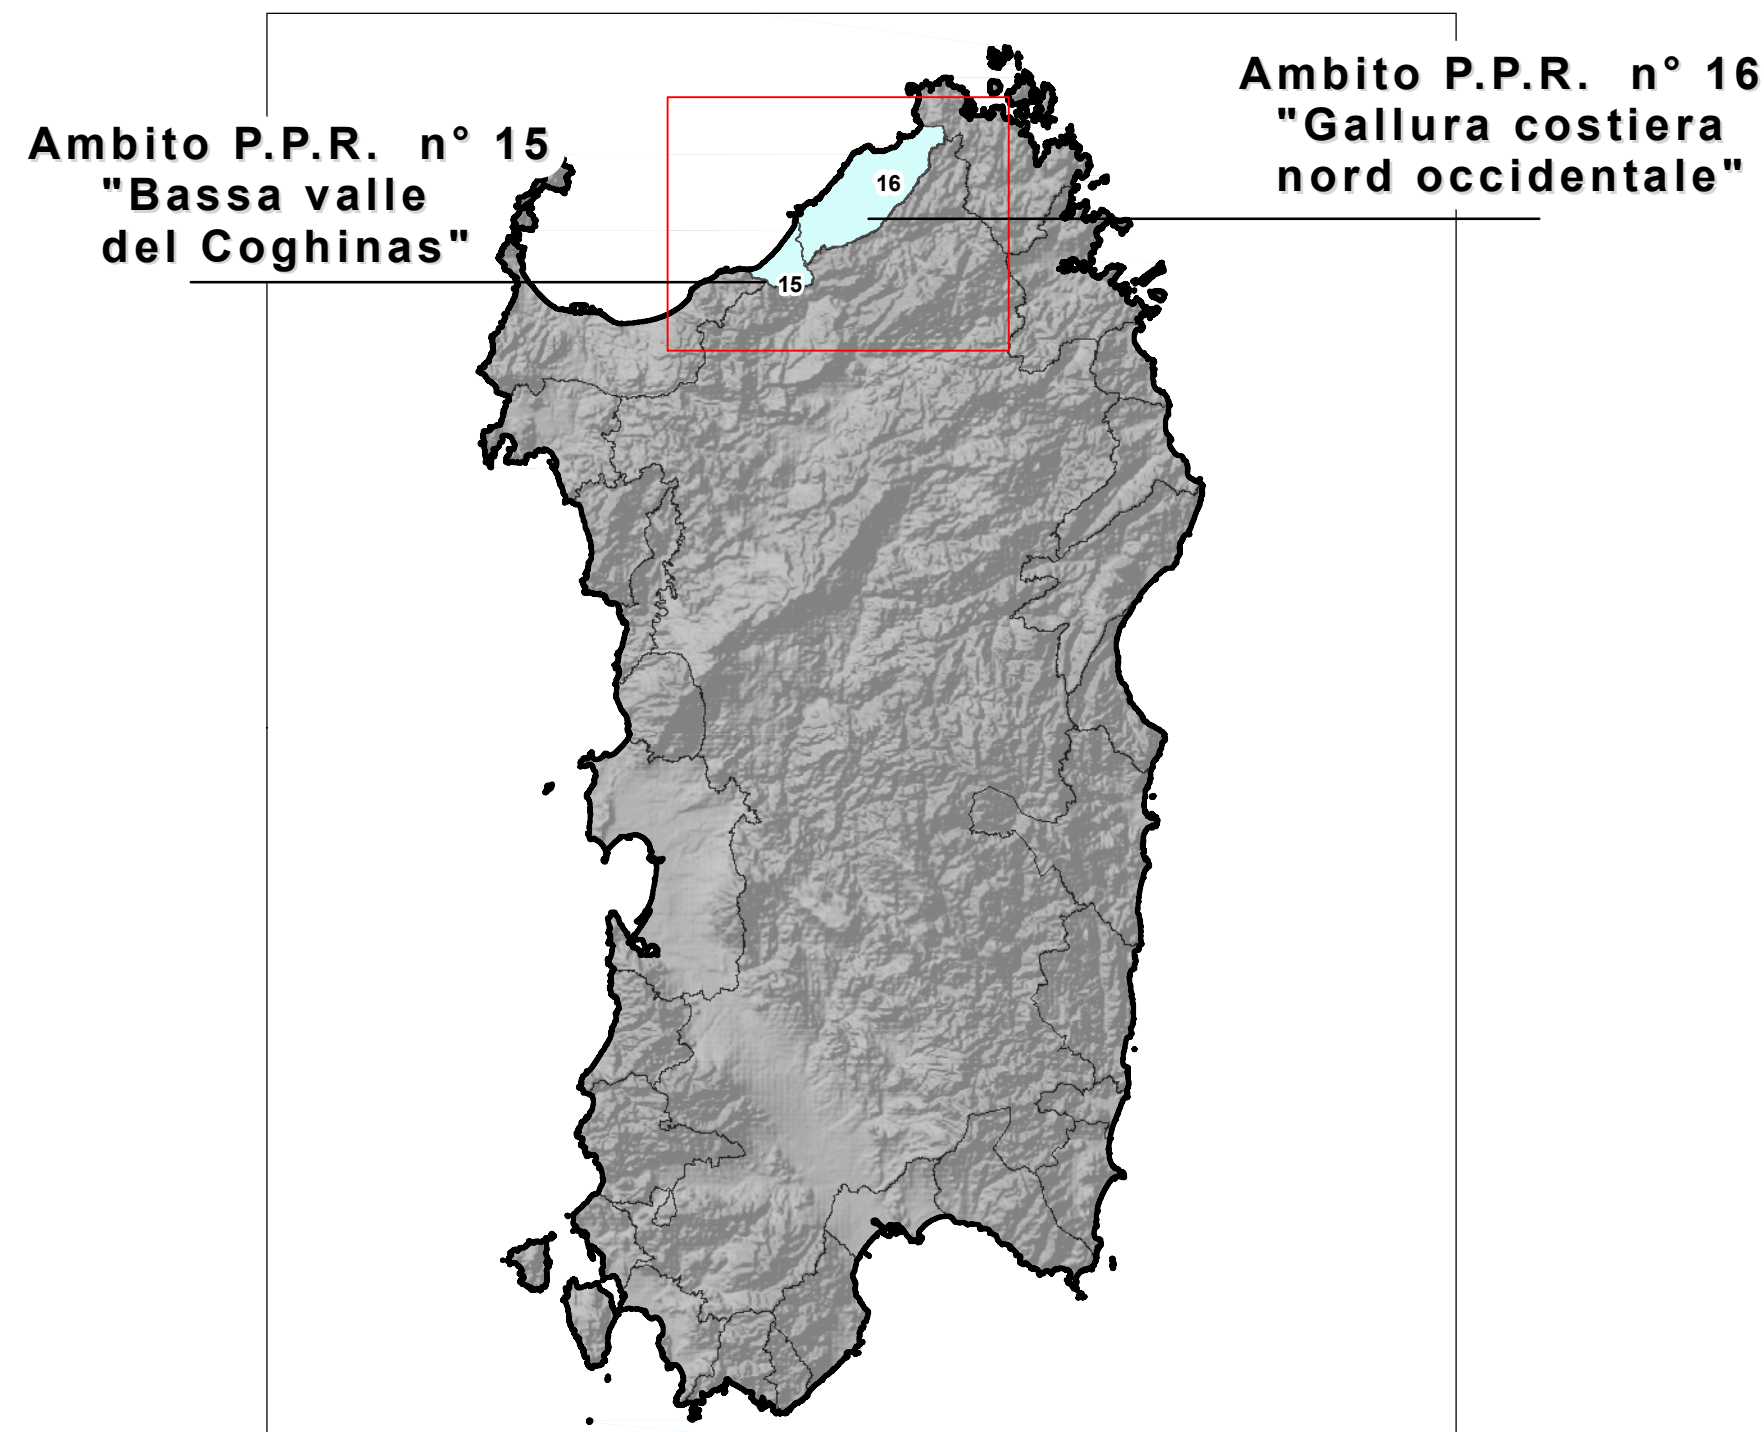 Ambito P.P.R.  n° 15
"Bassa valle
del Coghinas"
Ambito P.P.R.  n° 16
"Gallura costiera
nord occidentale"
16
15